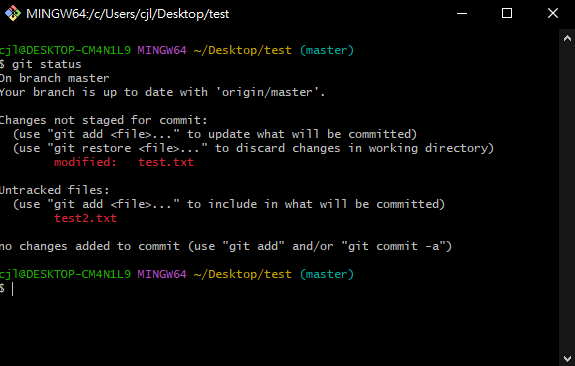 MINGW64:/c/Users/cjl/Desktop/test
cjl@DESKTOP-CM4N1L9 MINGW64 ~/Desktop/test (master)
$ git status
On branch master
Your branch is up to date with 'origin/master'.
Changes not staged for commit:
(use "git add <file>..." to update what will be committed)
(use "git restore <file>..." to discard changes in working directory)
modified: test.txt
Untracked files:
(use "git add <file>..." to include in what will be committed)
test2.txt
no changes added to commit (use "git add" and/or "git commit -a")
cjl@DESKTOP-CM4N1L9 MINGW64 ~/Desktop/test (master)
$